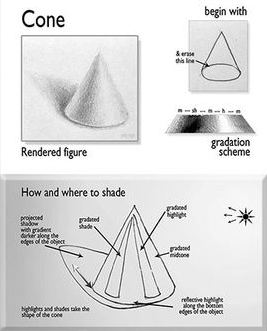 Cone
begin with
& erase
this line
m — sh — m — h — m
Rendered figure
gradation
scheme
How and where to shade
projected
shadow
with gradient
darker along the
edges of the object
gradated
shade
gradated
highlight
gradated
midtone
highlights and shades take the
shape of the cone
reflective highlight
along the bottom
edges of the object